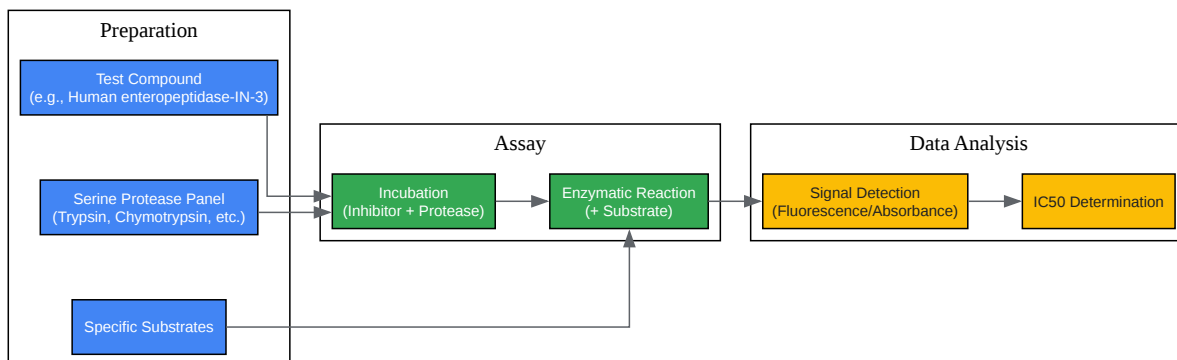 Preparation
Test Compound
(e.g., Human enteropeptidase-IN-3)
Serine Protease Panel
(Trypsin, Chymotrypsin, etc.)
Specific Substrates
Assay
Incubation
(Inhibitor + Protease)
Enzymatic Reaction
(+ Substrate)
Data Analysis
Signal Detection
(Fluorescence/Absorbance)
IC50 Determination